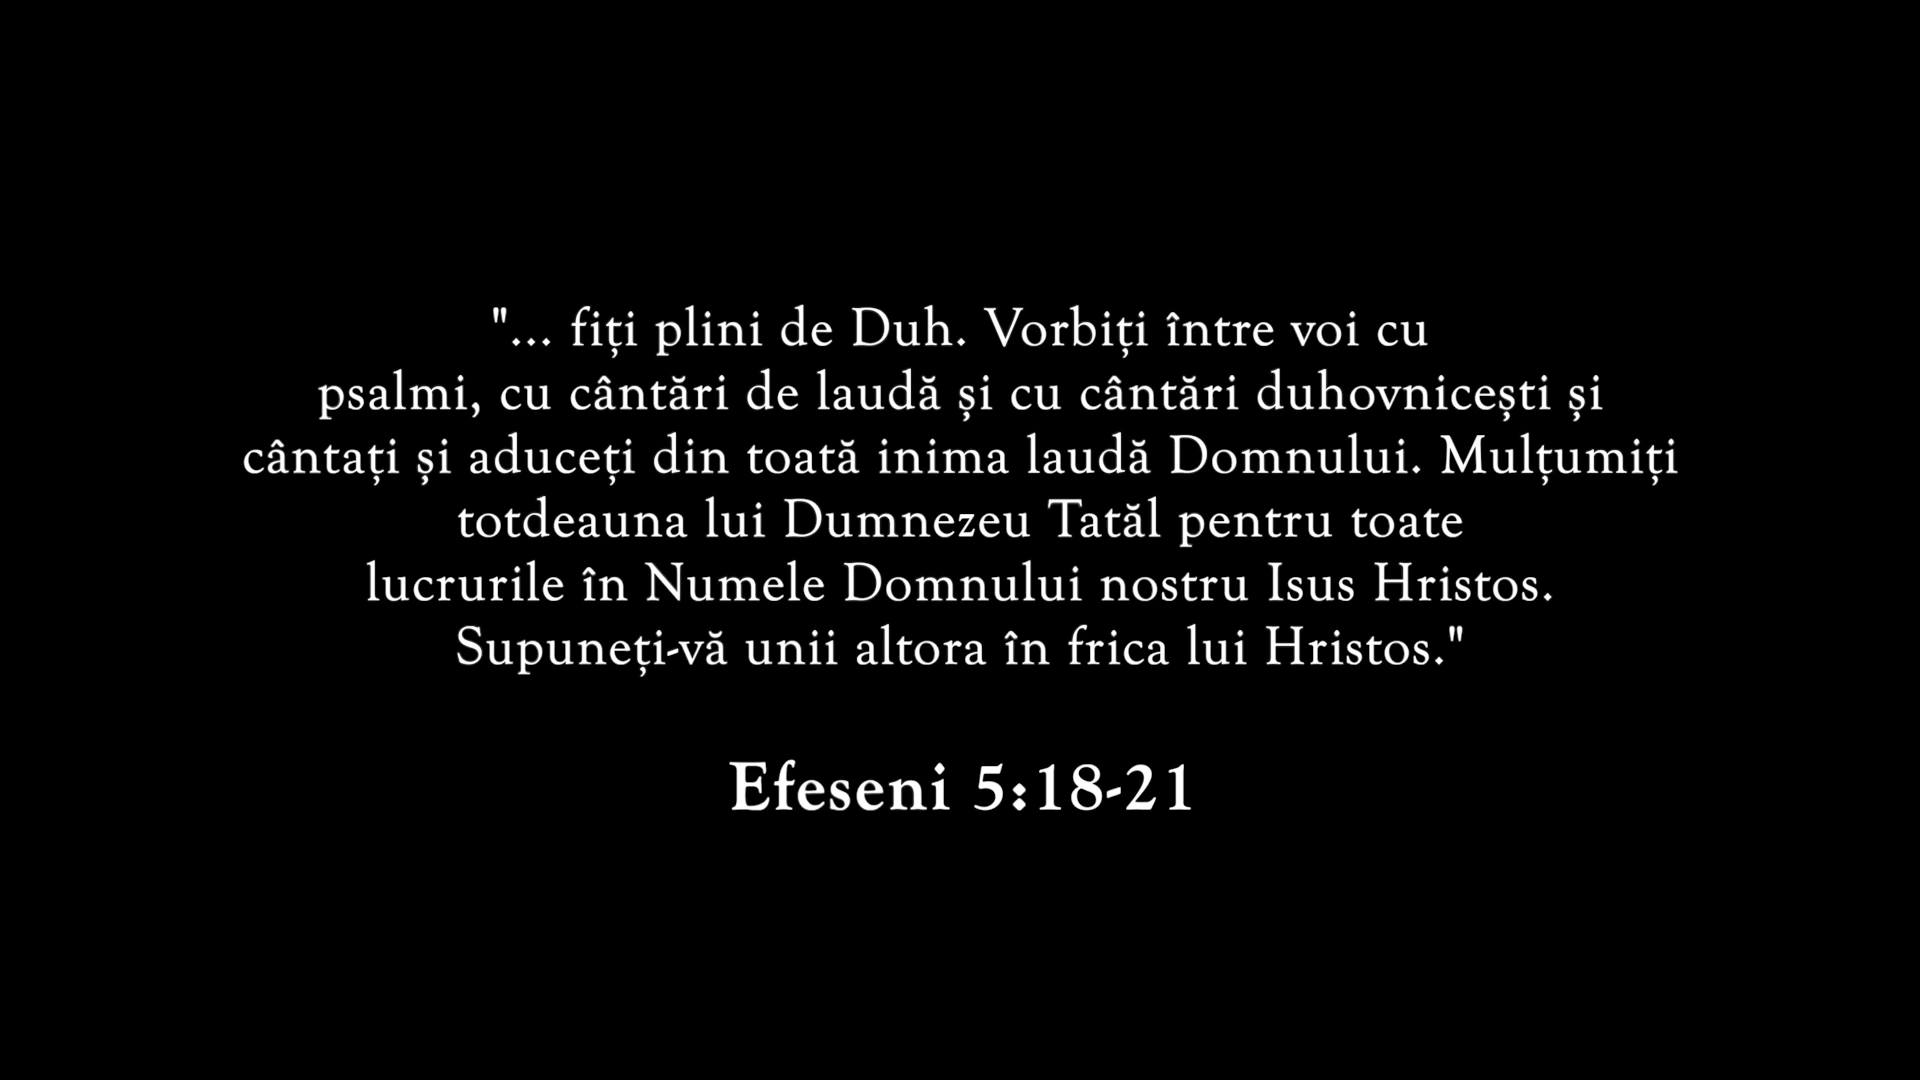 "... fiți plini de Duh. Vorbiți între voi cu
psalmi, cu cântări de laudă și cu cântări duhovnicești și
cântați și aduceți din toată inima laudă Domnului. Mulțumiți
totdeauna lui Dumnezeu Tatăl pentru toate
lucrurile în Numele Domnului nostru Isus Hristos.
Supuneți-vă unii altora în frica lui Hristos."
Efeseni 5:18-21